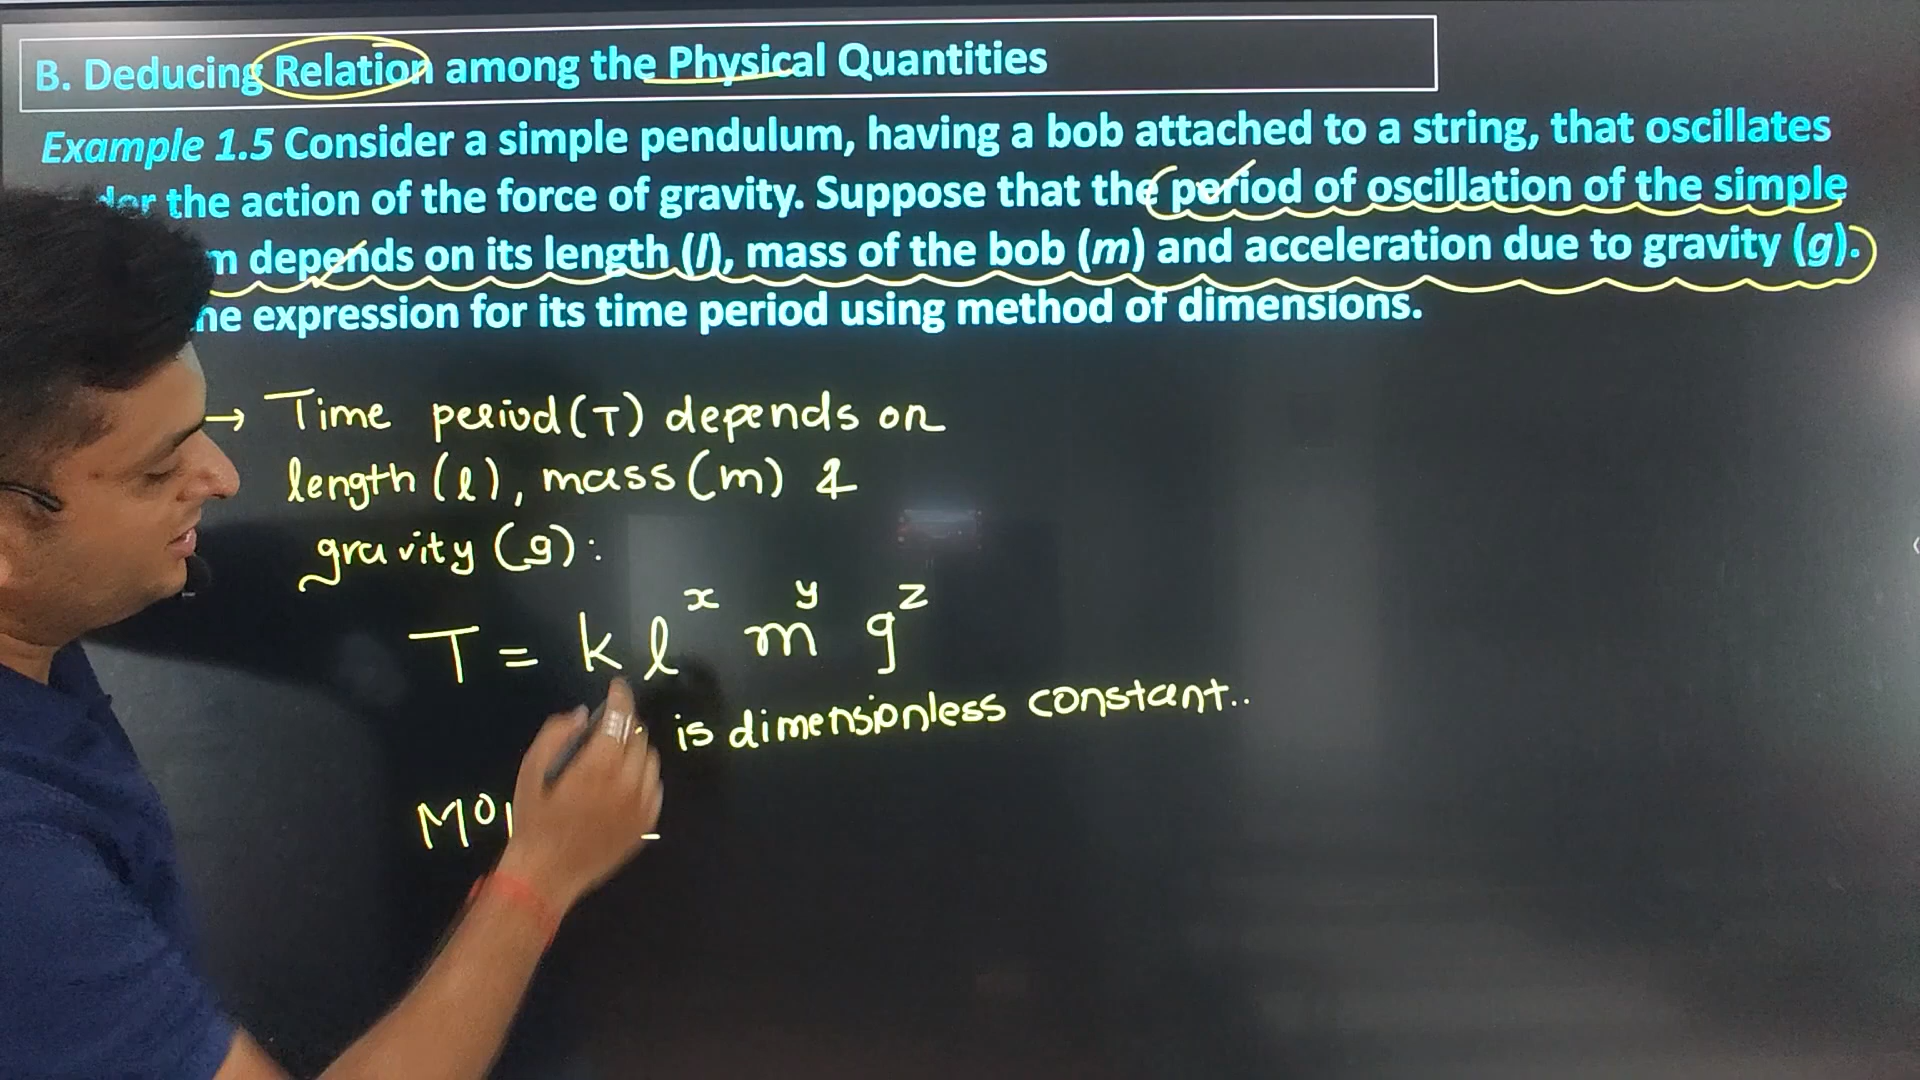 B. Deducing Relation among the Physical Quantities
Example 1.5 Consider a simple pendulum, having a bob attached to a string, that oscillates
the action of the force of gravity. Suppose that the period of oscillation of the simple
depends on its length (l), mass of the bob (m) and acceleration due to gravity (g).
expression for its time period using method of dimensions.
→ Time period (T) depends on
length (l), mass (m) &
gravity (g) :
T = k l^x m^y g^z
is dimensionless constant..
M⁰